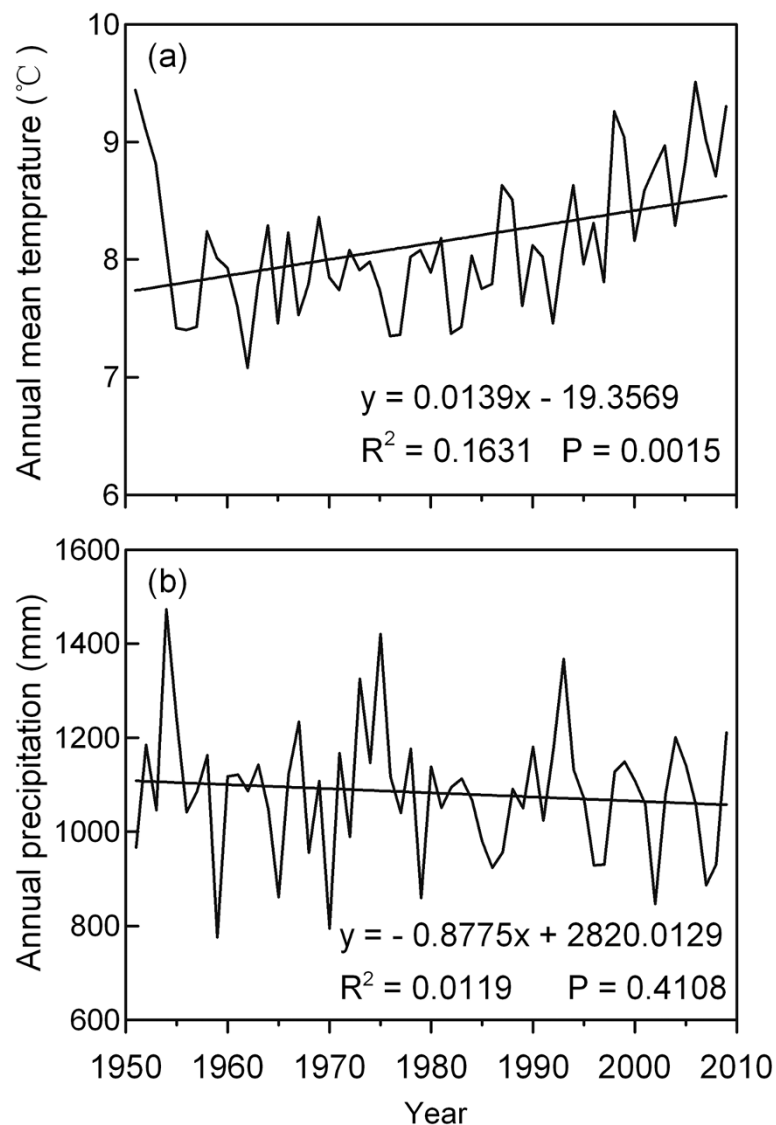 10
(a)
9
8
7
6
Annual mean temprature (℃)
y = 0.0139x - 19.3569
R² = 0.1631 P = 0.0015
1600
(b)
1400
1200
1000
800
600
Annual precipitation (mm)
y = - 0.8775x + 2820.0129
R² = 0.0119 P = 0.4108
1950 1960 1970 1980 1990 2000 2010
Year